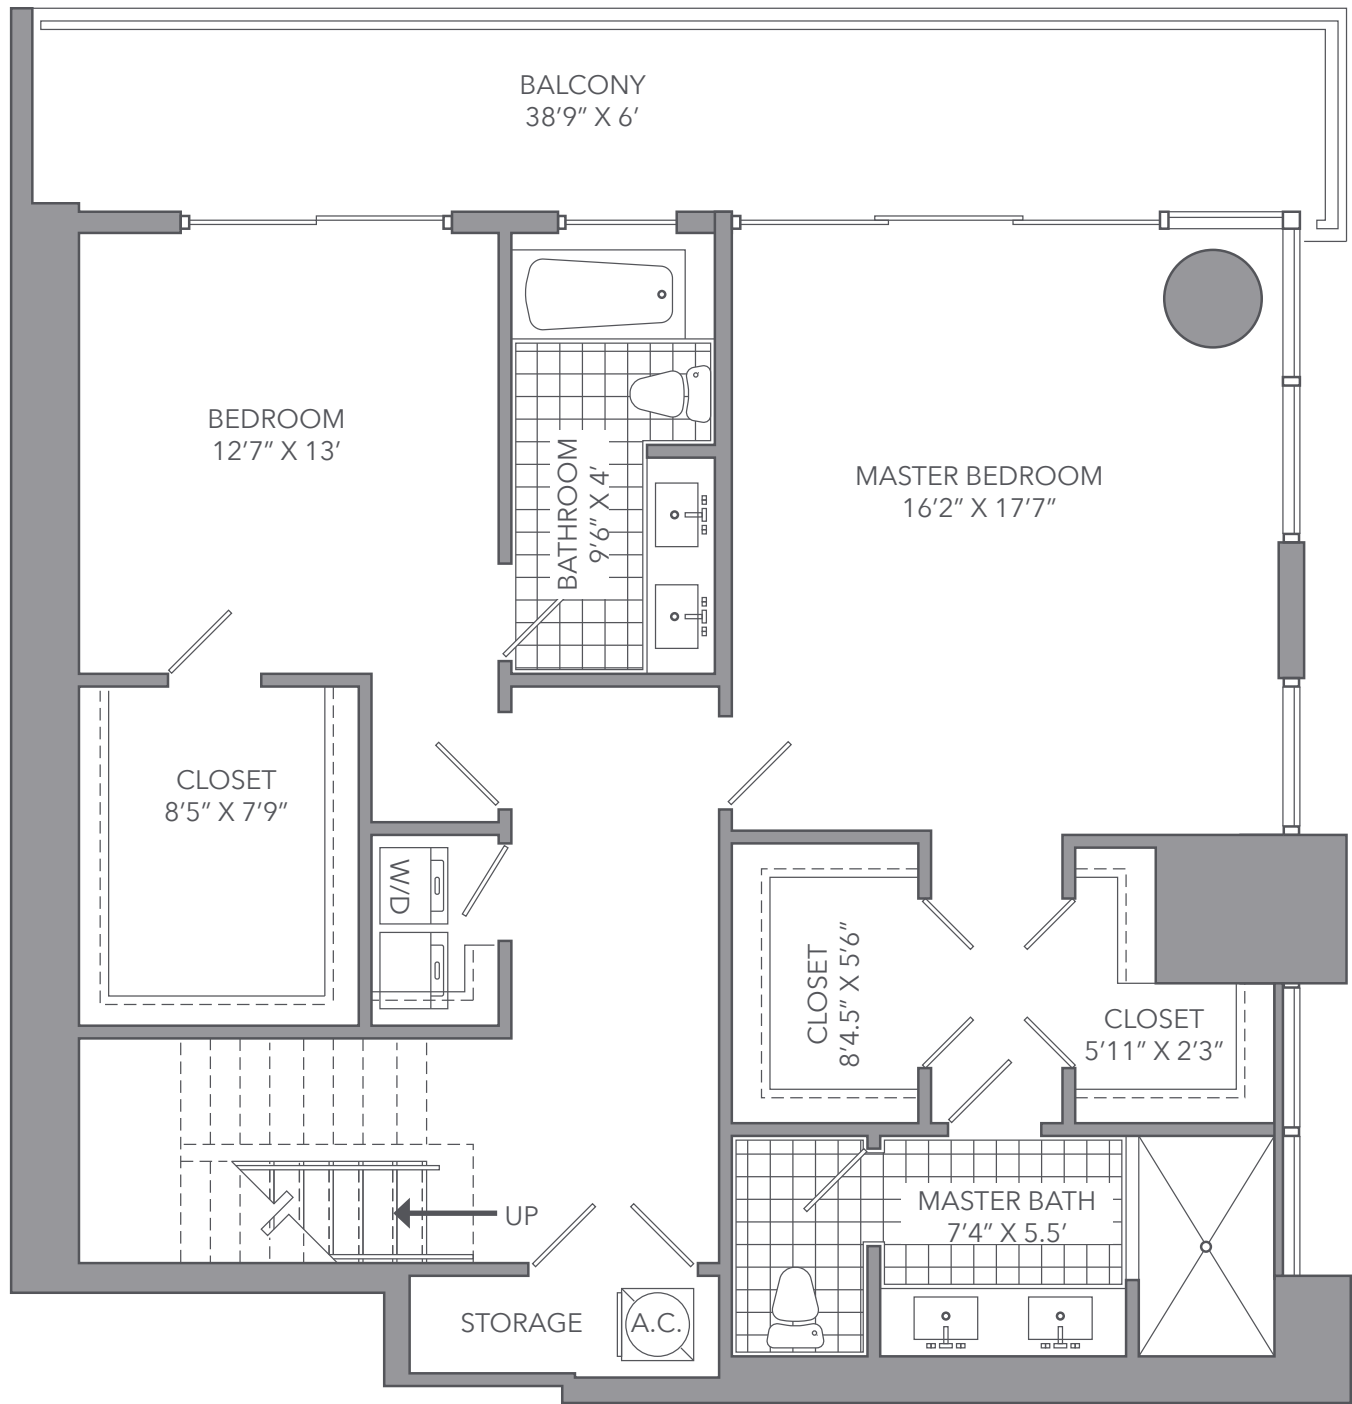 BALCONY
38’9” X 6’
BEDROOM
12’7” X 13’
BATHROOM
9’6” X 4’
MASTER BEDROOM
16’2” X 17’7”
CLOSET
8’5” X 7’9”
W/D
CLOSET
8’4.5” X 5’6”
CLOSET
5’11” X 2’3”
UP
MASTER BATH
7’4” X 5.5’
STORAGE
A.C.